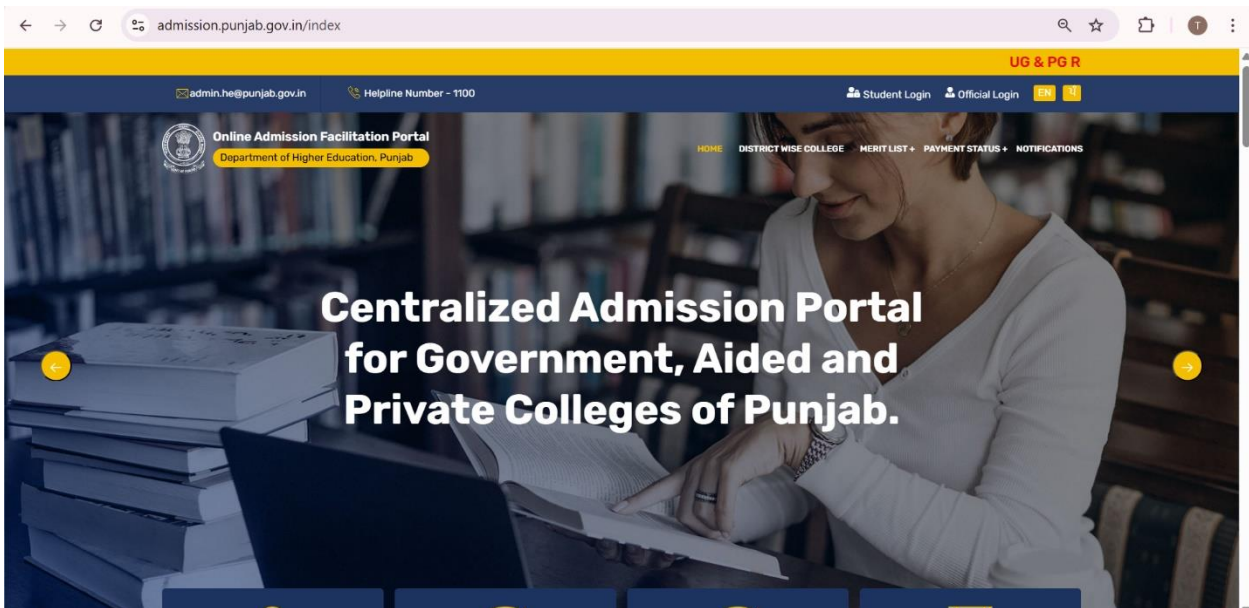 admission.punjab.gov.in/index
T
UG & PG R
admin.he@punjab.gov.in
Helpline Number - 1100
Student Login
Official Login
EN
ਪੰ
Online Admission Facilitation Portal
Department of Higher Education, Punjab
HOME
DISTRICT WISE COLLEGE
MERIT LIST +
PAYMENT STATUS +
NOTIFICATIONS
Centralized Admission Portal
for Government, Aided and
Private Colleges of Punjab.